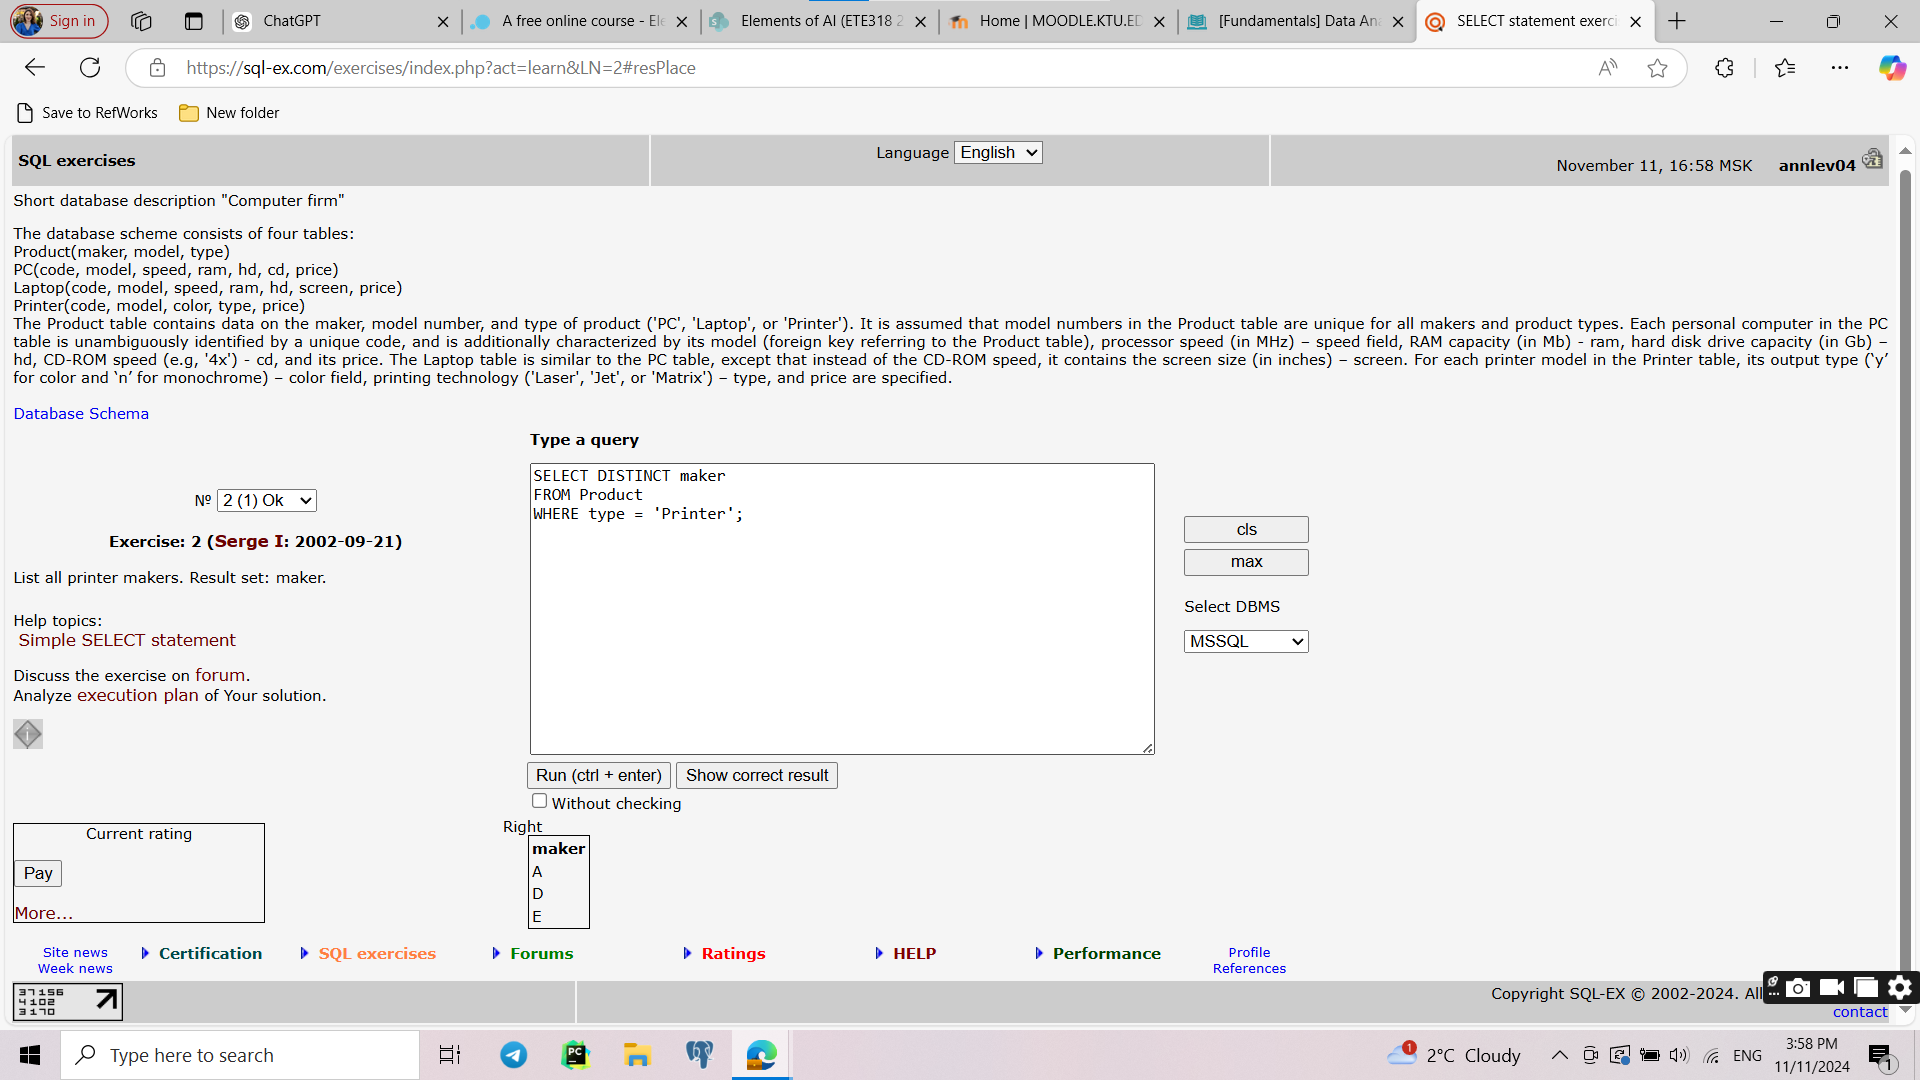 Sign in
ChatGPT
A free online course - Ele
Elements of AI (ETE318 2
Home | MOODLE.KTU.ED
[Fundamentals] Data Ana
SELECT statement exerci
https://sql-ex.com/exercises/index.php?act=learn&LN=2#resPlace
Save to RefWorks
New folder
SQL exercises
Language English
November 11, 16:58 MSK annlev04
Short database description "Computer firm"
The database scheme consists of four tables:
Product(maker, model, type)
PC(code, model, speed, ram, hd, cd, price)
Laptop(code, model, speed, ram, hd, screen, price)
Printer(code, model, color, type, price)
The Product table contains data on the maker, model number, and type of product ('PC', 'Laptop', or 'Printer'). It is assumed that model numbers in the Product table are unique for all makers and product types. Each personal computer in the PC
table is unambiguously identified by a unique code, and is additionally characterized by its model (foreign key referring to the Product table), processor speed (in MHz) – speed field, RAM capacity (in Mb) - ram, hard disk drive capacity (in Gb) –
hd, CD-ROM speed (e.g, '4x') - cd, and its price. The Laptop table is similar to the PC table, except that instead of the CD-ROM speed, it contains the screen size (in inches) – screen. For each printer model in the Printer table, its output type (‘y’
for color and ‘n’ for monochrome) – color field, printing technology ('Laser', 'Jet', or 'Matrix') – type, and price are specified.
Database Schema
Type a query
SELECT DISTINCT maker
FROM Product
WHERE type = 'Printer';
№ 2 (1) Ok
Exercise: 2 (Serge I: 2002-09-21)
List all printer makers. Result set: maker.
Help topics:
Simple SELECT statement
Discuss the exercise on forum.
Analyze execution plan of Your solution.
cls
max
Select DBMS
MSSQL
Run (ctrl + enter)
Show correct result
Without checking
Right
maker
A
D
E
Current rating
Pay
More...
Site news
Week news
Certification
SQL exercises
Forums
Ratings
HELP
Performance
Profile
References
37156
4102
3170
Copyright SQL-EX © 2002-2024. All
contact
Type here to search
PC
1
2°C Cloudy
ENG
3:58 PM
11/11/2024
1